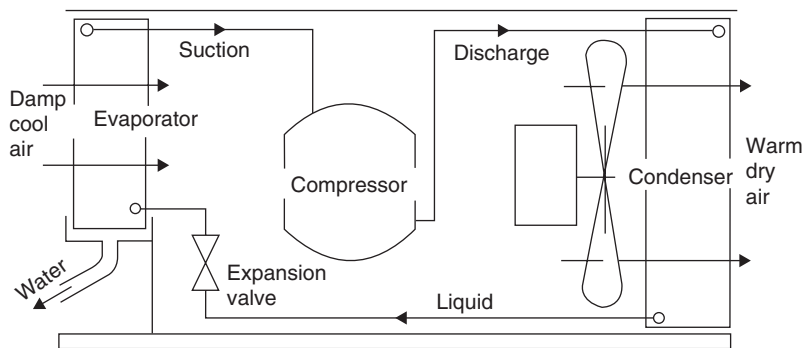 Suction
Discharge
Damp
cool
air
Evaporator
Compressor
Condenser
Warm
dry
air
Water
Expansion
valve
Liquid